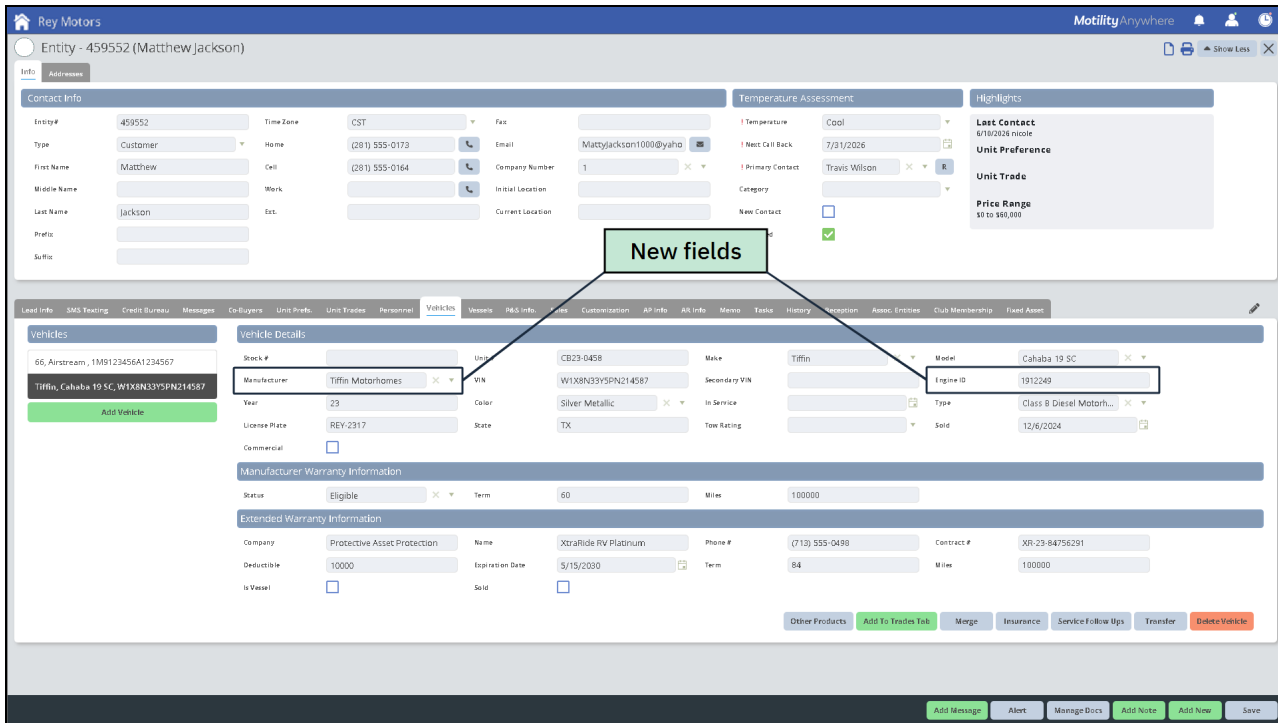 Rey Motors
MotilityAnywhere
Entity - 459552 (Matthew Jackson)
Show Less
Info Addresses
Contact Info
Temperature Assessment
Highlights
Entity# 459552 Time Zone CST Fax
! Temperature Cool
Last Contact
6/10/2026 nicole
Type Customer Home (281) 555-0173 Email MattyJackson1000@yaho
! Next Call Back 7/31/2026
Unit Preference
First Name Matthew Cell (281) 555-0164 Company Number 1
! Primary Contact Travis Wilson R
Unit Trade
Middle Name Work Initial Location
Category
Last Name Jackson Ext. Current Location
New Contact
Price Range
$0 to $60,000
Prefix
Suffix
New fields
Lead Info SMS Texting Credit Bureau Messages Co-Buyers Unit Prefs. Unit Trades Personnel Vehicles Vessels P&S Info. Customization AP Info AR Info Memo Tasks History Reception Assoc. Entities Club Membership Fixed Asset
Vehicles
66, Airstream , 1M9123456A1234567
Tiffin, Cahaba 19 SC, W1X8N33Y5PN214587
Add Vehicle
Vehicle Details
Stock # Unit CB23-0458 Make Tiffin Model Cahaba 19 SC
Manufacturer Tiffin Motorhomes VIN W1X8N33Y5PN214587 Secondary VIN Engine ID 1912249
Year 23 Color Silver Metallic In Service Type Class B Diesel Motorh...
License Plate REY-2317 State TX Tow Rating Sold 12/6/2024
Commercial
Manufacturer Warranty Information
Status Eligible Term 60 Miles 100000
Extended Warranty Information
Company Protective Asset Protection Name XtraRide RV Platinum Phone # (713) 555-0498 Contract # XR-23-84756291
Deductible 10000 Expiration Date 5/15/2030 Term 84 Miles 100000
Is Vessel Sold
Other Products Add To Trades Tab Merge Insurance Service Follow Ups Transfer Delete Vehicle
Add Message Alert Manage Docs Add Note Add New Save